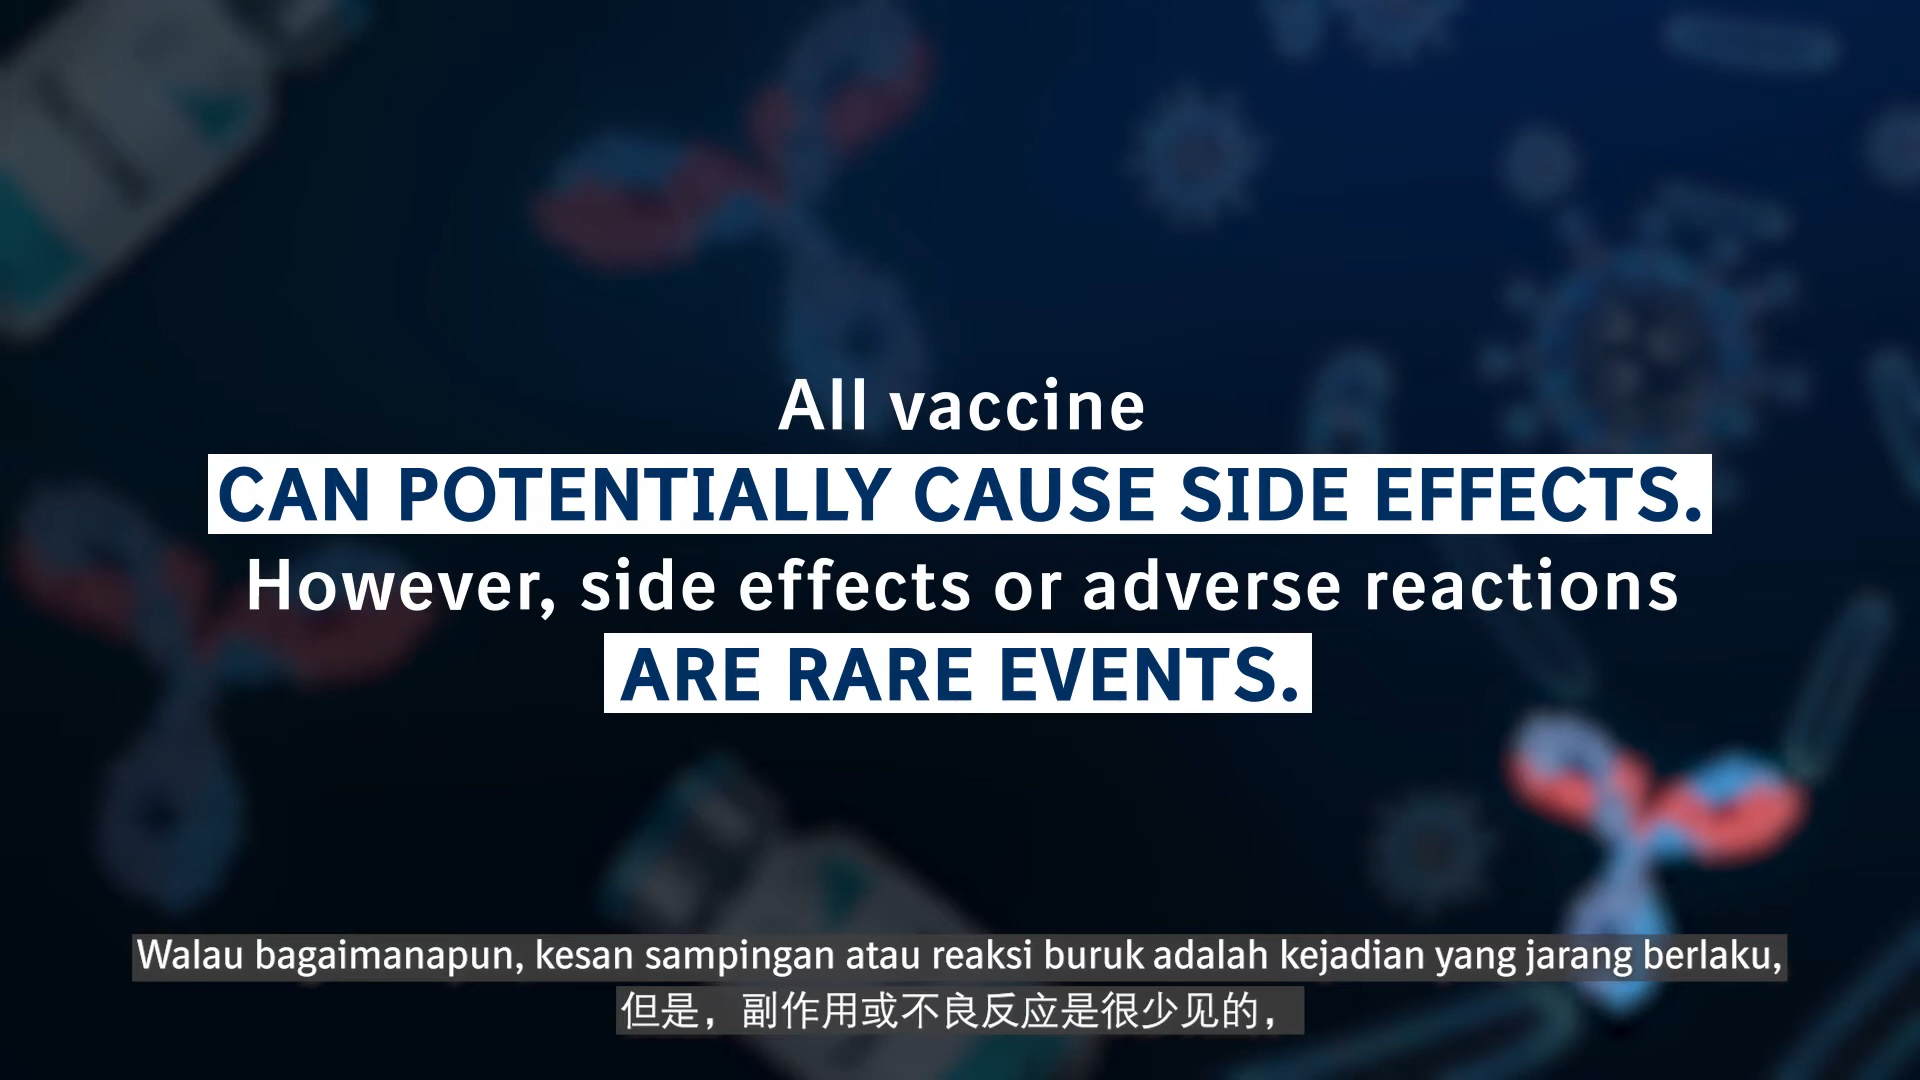 All vaccine
CAN POTENTIALLY CAUSE SIDE EFFECTS.
However, side effects or adverse reactions
ARE RARE EVENTS.
Walau bagaimanapun, kesan sampingan atau reaksi buruk adalah kejadian yang jarang berlaku,
但是，副作用或不良反应是很少见的，